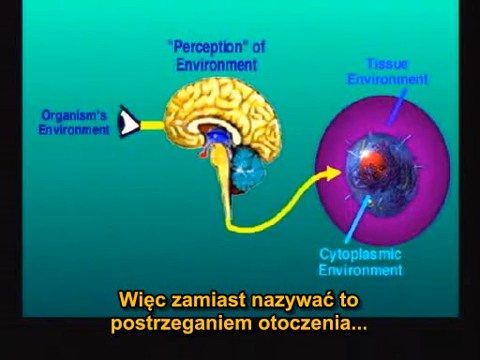 "Perception" of
Environment
Tissue
Environment
Organism's
Environment
Cytoplasmic
Environment
Więc zamiast nazywać to
postrzeganiem otoczenia...